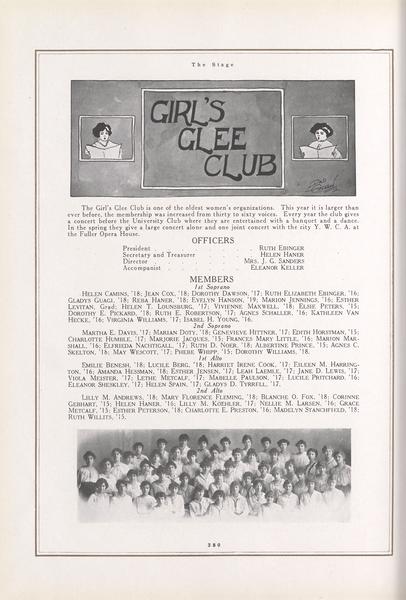 The Stage
GIRL'S
GLEE
CLUB
The Girl's Glee Club is one of the oldest women's organizations. This year it is larger than
ever before, the membership was increased from thirty to sixty voices. Every year the club gives
a concert before the University Club where they are entertained with a banquet and a dance.
In the spring they give a large concert alone and one joint concert with the city Y. W. C. A. at
the Fuller Opera House.
OFFICERS
President . . . . . RUTH EBINGER
Secretary and Treasurer . . . . . HELEN HANER
Director . . . . . MRS. J. G. SANDERS
Accompanist . . . . . ELEANOR KELLER
MEMBERS
1st Soprano
HELEN CAMINS, '18; JEAN COX, '18; DOROTHY DAWSON, '17; RUTH ELIZABETH EBINGER, '16;
GLADYS GUAGI, '18; REBA HANER, '18; EVELYN HANSON, '19; MARION JENNINGS, '16; ESTHER
LEVITAN, Grad; HELEN T. LOUNSBURG, '17; VIVIENNE MAXWELL, '18; ELSIE PETERS, '15;
DOROTHY E. PICKARD, '18; RUTH E. ROBERTSON, '17; AGNES SCHALLER, '16; KATHLEEN VAN
HECKE, '16; VIRGINIA WILLIAMS, '17; ISABEL H. YOUNG, '16.
2nd Soprano
MARTHA E. DAVIS, '17; MARIAN DOTY, '18; GENEVIEVE HITTNER, '17; EDITH HORSTMAN, '15;
CHARLOTTE HUMBLE, '17; MARJORIE JACQUES, '15; FRANCES MARY LITTLE, '16; MARION MAR-
SHALL, '16; ELFRIEDA NACHTIGALL, '17; RUTH D. NOER, '18; ALBERTINE PRINCE, '15; AGNES C.
SKELTON, '18; MAY WESCOTT, '17; PHEBE WHIPP, '15; DOROTHY WILLIAMS, '18.
1st Alto
EMILIE BENESH, '18; LUCILE BERG, '18; HARRIET IRENE COOK, '17; EILEEN M. HARRING-
TON, '16; AMANDA HEISMAN, '18; ESTHER JENSEN, '17; LEAH LAEMLE, '17; JANE D. LEWIS, '17;
VIOLA MEISTER, '17; LETHE METCALF, '17; MABELLE PAULSON, '17; LUCILE PRITCHARD, '16;
ELEANOR SHEAKLEY, '17; HELEN SPAIN, '17; GLADYS D. TYRRELL, '17.
2nd Alto
LILLY M. ANDREWS, '18; MARY FLORENCE FLEMING, '18; BLANCHE O. FOX, '18; CORINNE
GEBHART, '15; HELEN HANER, '16; LILLY M. KOEHLER, '17; NELLIE M. LARSEN, '16; GRACE
METCALF, '15; ESTHER PETERSON, '18; CHARLOTTE E. PRESTON, '16; MADELYN STANCHFIELD, '18;
RUTH WILLITS, '15.
280